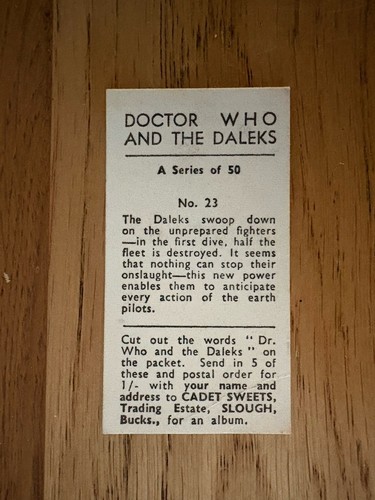 DOCTOR WHO
AND THE DALEKS
A Series of 50
No. 23
The Daleks swoop down
on the unprepared fighters
—in the first dive, half the
fleet is destroyed. It seems
that nothing can stop their
onslaught—this new power
enables them to anticipate
every action of the earth
pilots.
Cut out the words "Dr.
Who and the Daleks" on
the packet. Send in 5 of
these and postal order for
1/- with your name and
address to CADET SWEETS,
Trading Estate, SLOUGH,
Bucks., for an album.